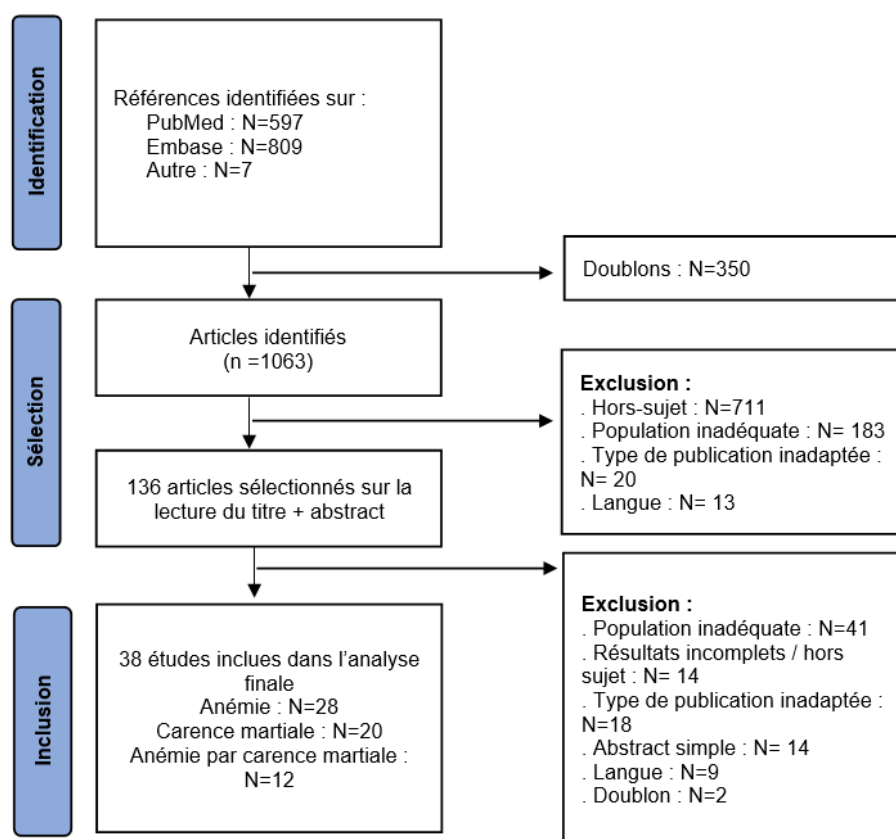 Identification
Références identifiées sur :
PubMed : N=597
Embase : N=809
Autre : N=7
Doublons : N=350
Sélection
Articles identifiés
(n =1063)
Exclusion :
. Hors-sujet : N=711
. Population inadéquate : N= 183
. Type de publication inadaptée :
N= 20
. Langue : N= 13
136 articles sélectionnés sur la
lecture du titre + abstract
Inclusion
38 études inclues dans l’analyse
finale
Anémie : N=28
Carence martiale : N=20
Anémie par carence martiale :
N=12
Exclusion :
. Population inadéquate : N=41
. Résultats incomplets / hors
sujet : N= 14
. Type de publication inadaptée :
N=18
. Abstract simple : N= 14
. Langue : N=9
. Doublon : N=2